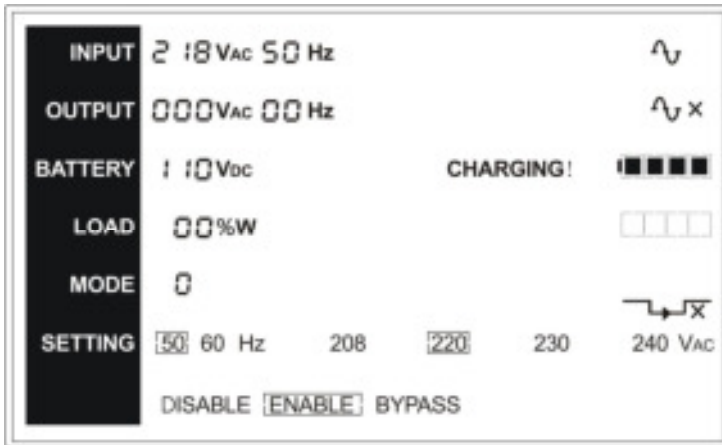 INPUT 218 VAC 50 Hz
OUTPUT 000 VAC 00 Hz
BATTERY 110 VDC CHARGING!
LOAD 00%W
MODE 0
SETTING 50 60 Hz 208 220 230 240 VAC
DISABLE ENABLE BYPASS